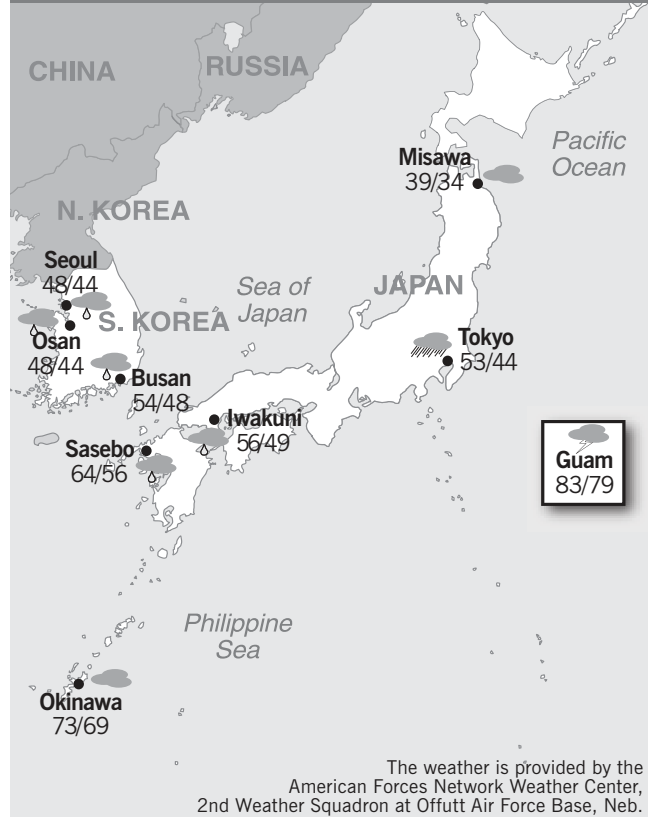 CHINA
RUSSIA
Pacific
Ocean
Misawa
39/34
N. KOREA
Seoul
48/44
Sea of
Japan
JAPAN
S. KOREA
Osan
48/44
Tokyo
53/44
Busan
54/48
Iwakuni
56/49
Sasebo
64/56
Guam
83/79
Philippine
Sea
Okinawa
73/69
The weather is provided by the
American Forces Network Weather Center,
2nd Weather Squadron at Offutt Air Force Base, Neb.